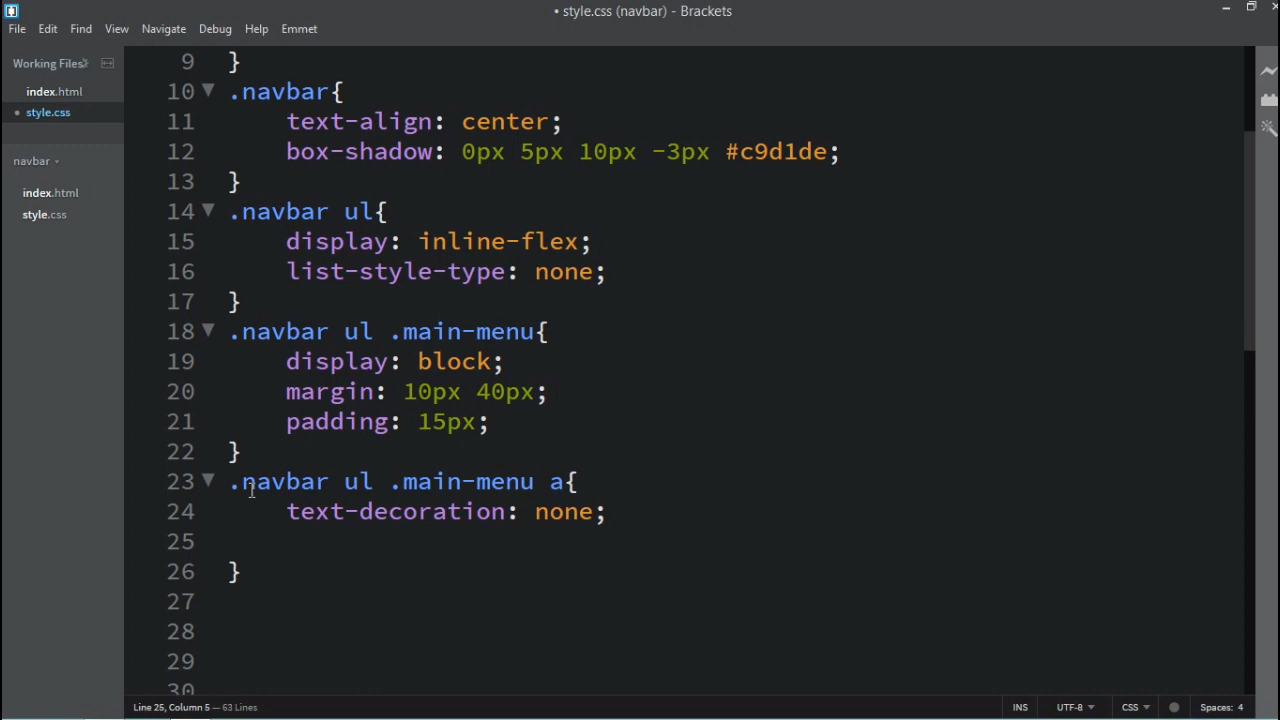 • style.css (navbar) - Brackets
File Edit Find View Navigate Debug Help Emmet
Working Files
index.html
• style.css
navbar
index.html
style.css
9 }
10 .navbar{
11 text-align: center;
12 box-shadow: 0px 5px 10px -3px #c9d1de;
13 }
14 .navbar ul{
15 display: inline-flex;
16 list-style-type: none;
17 }
18 .navbar ul .main-menu{
19 display: block;
20 margin: 10px 40px;
21 padding: 15px;
22 }
23 .navbar ul .main-menu a{
24 text-decoration: none;
25
26 }
27
28
29
30
Line 25, Column 5 — 63 Lines
INS UTF-8 CSS Spaces: 4